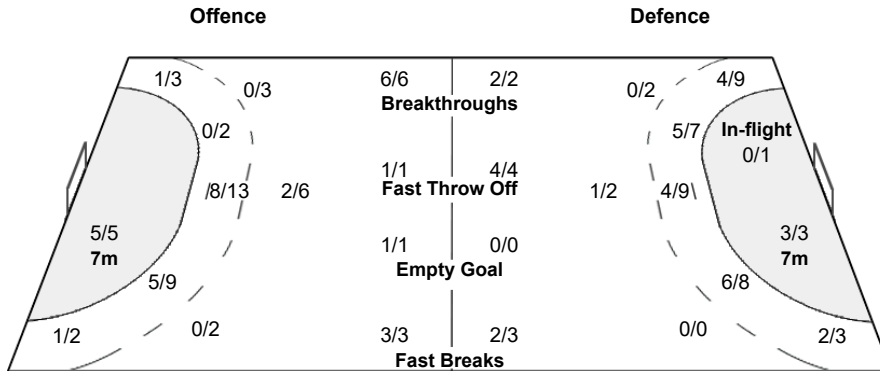 Offence Defence
1/3 0/3 6/6 2/2 0/2 4/9
Breakthroughs
0/2 5/7 In-flight
0/1
1/1 4/4
8/13 2/6 Fast Throw Off 1/2 4/9
5/5 1/1 0/0 3/3
7m Empty Goal 7m
5/9 6/8
1/2 0/2 3/3 2/3 0/0 2/3
Fast Breaks